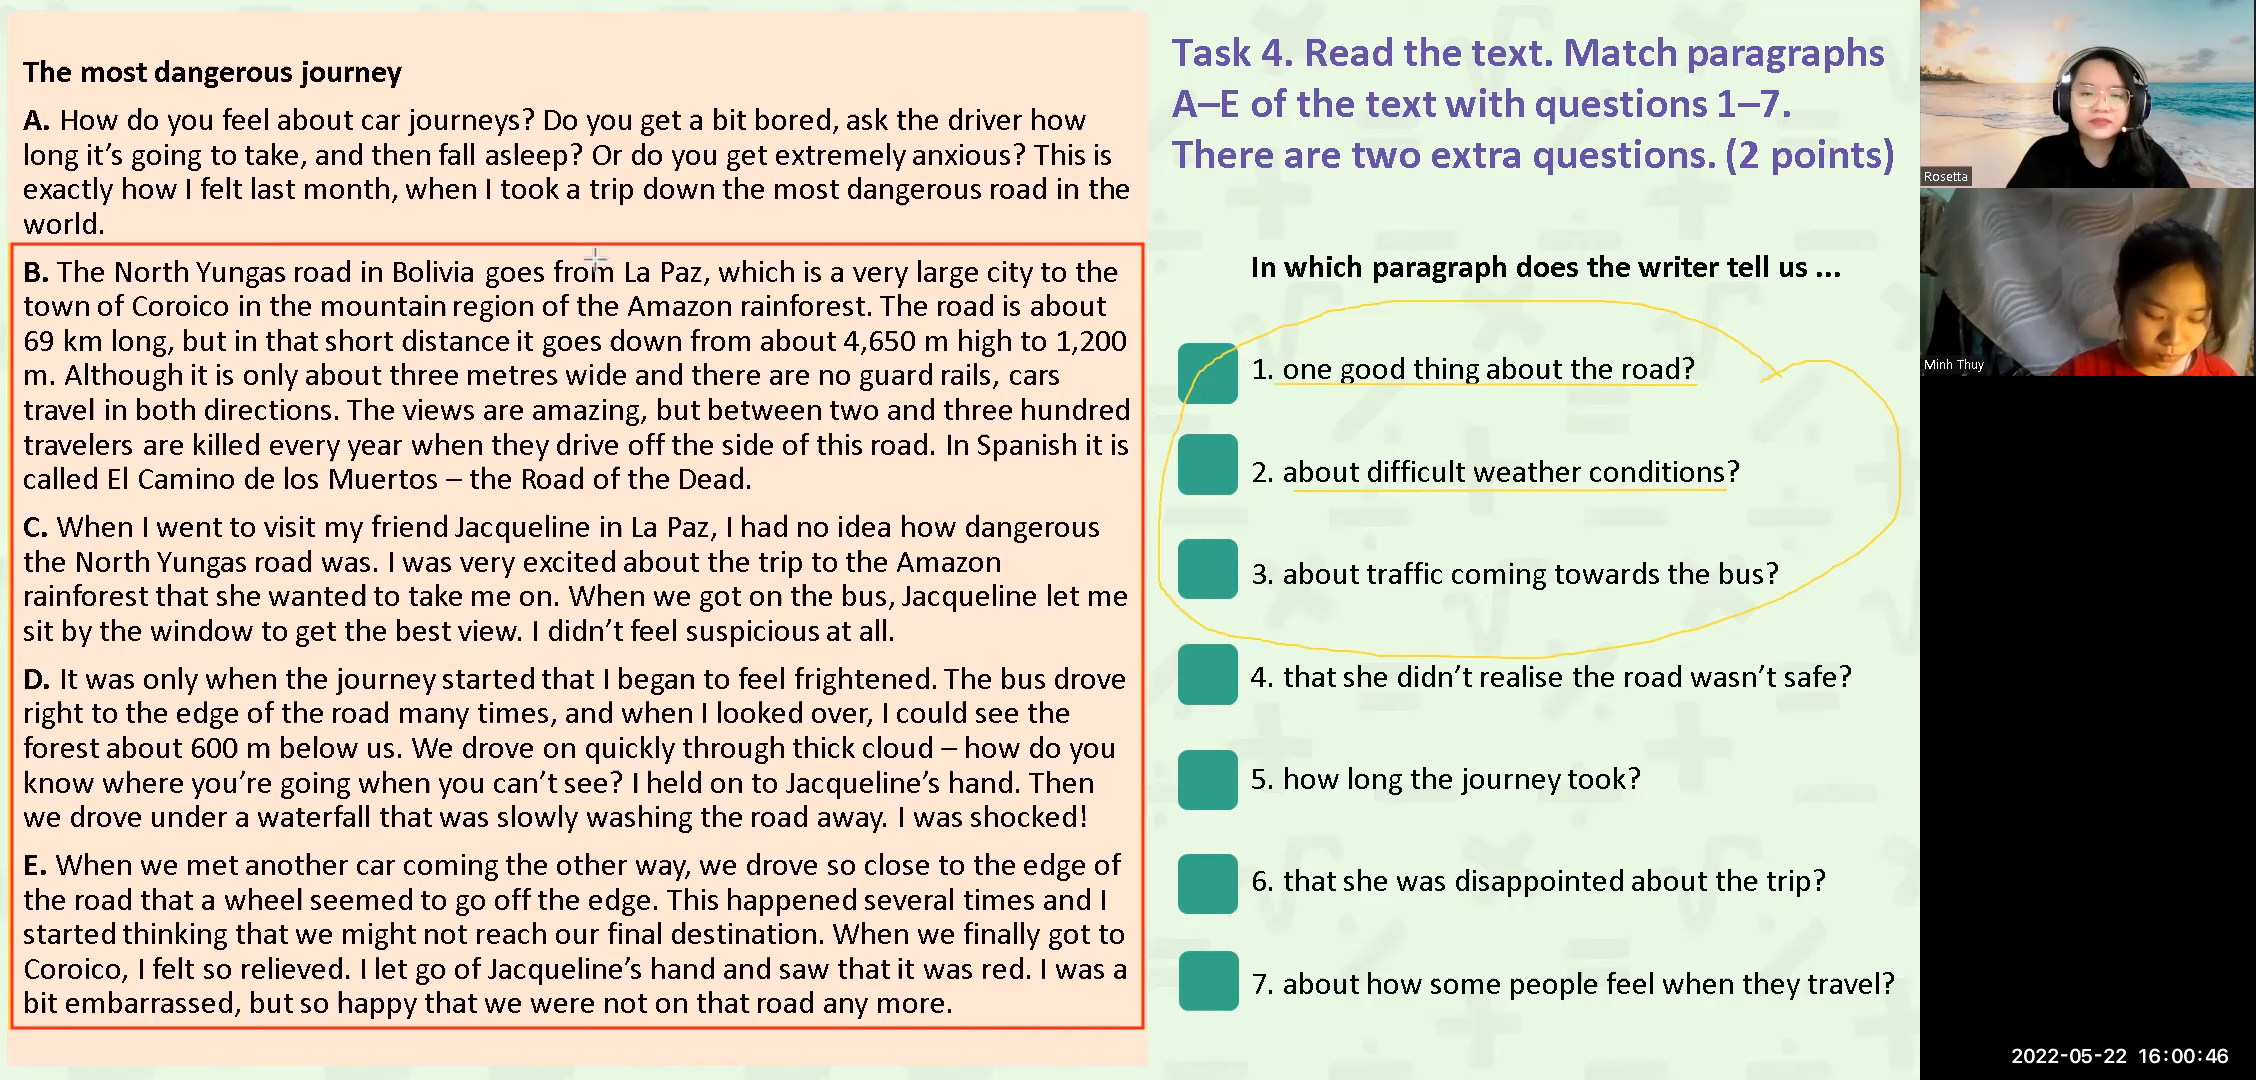 The most dangerous journey
A. How do you feel about car journeys? Do you get a bit bored, ask the driver how
long it’s going to take, and then fall asleep? Or do you get extremely anxious? This is
exactly how I felt last month, when I took a trip down the most dangerous road in the
world.
B. The North Yungas road in Bolivia goes from La Paz, which is a very large city to the
town of Coroico in the mountain region of the Amazon rainforest. The road is about
69 km long, but in that short distance it goes down from about 4,650 m high to 1,200
m. Although it is only about three metres wide and there are no guard rails, cars
travel in both directions. The views are amazing, but between two and three hundred
travelers are killed every year when they drive off the side of this road. In Spanish it is
called El Camino de los Muertos – the Road of the Dead.
C. When I went to visit my friend Jacqueline in La Paz, I had no idea how dangerous
the North Yungas road was. I was very excited about the trip to the Amazon
rainforest that she wanted to take me on. When we got on the bus, Jacqueline let me
sit by the window to get the best view. I didn’t feel suspicious at all.
D. It was only when the journey started that I began to feel frightened. The bus drove
right to the edge of the road many times, and when I looked over, I could see the
forest about 600 m below us. We drove on quickly through thick cloud – how do you
know where you’re going when you can’t see? I held on to Jacqueline’s hand. Then
we drove under a waterfall that was slowly washing the road away. I was shocked!
E. When we met another car coming the other way, we drove so close to the edge of
the road that a wheel seemed to go off the edge. This happened several times and I
started thinking that we might not reach our final destination. When we finally got to
Coroico, I felt so relieved. I let go of Jacqueline’s hand and saw that it was red. I was a
bit embarrassed, but so happy that we were not on that road any more.
Task 4. Read the text. Match paragraphs
A–E of the text with questions 1–7.
There are two extra questions. (2 points)
In which paragraph does the writer tell us ...
1. one good thing about the road?
2. about difficult weather conditions?
3. about traffic coming towards the bus?
4. that she didn’t realise the road wasn’t safe?
5. how long the journey took?
6. that she was disappointed about the trip?
7. about how some people feel when they travel?
Rosetta
Minh Thuy
2022-05-22 16:00:46